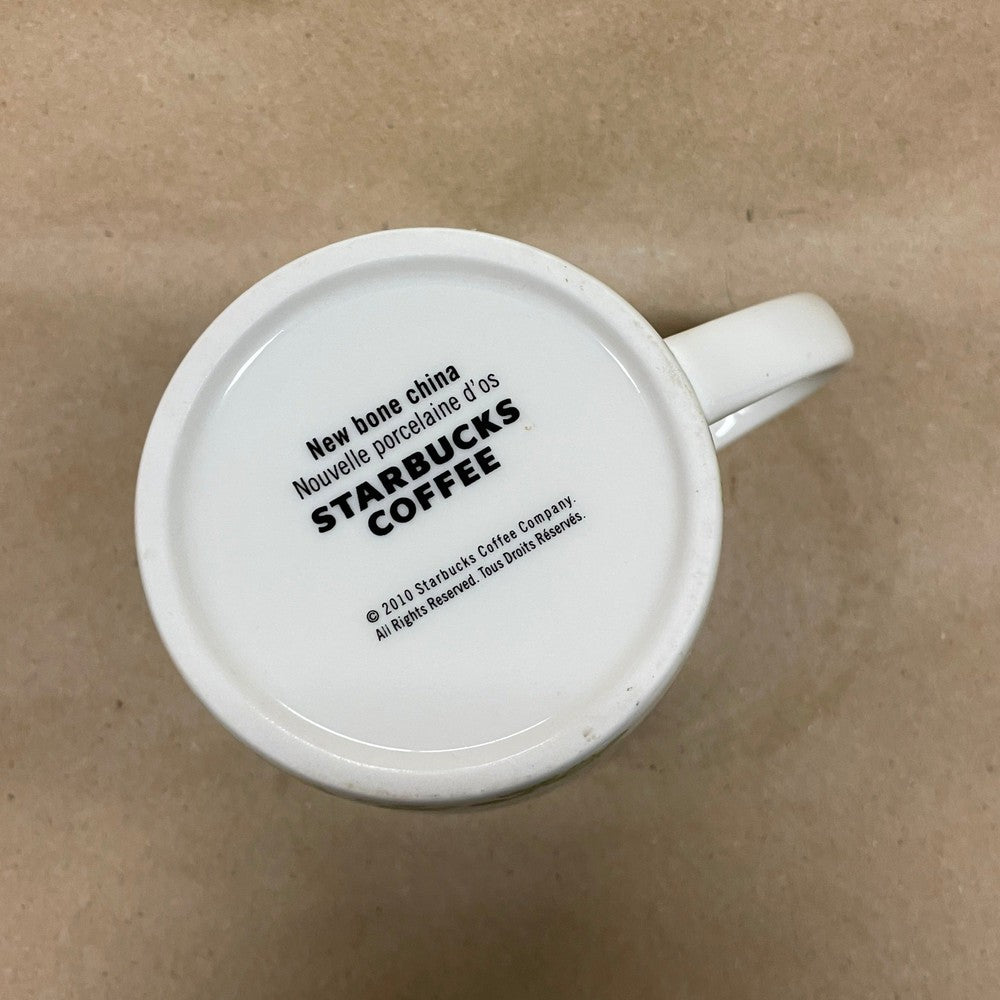 New bone china
Nouvelle porcelaine d'os
STARBUCKS
COFFEE
© 2010 Starbucks Coffee Company.
All Rights Reserved. Tous Droits Réservés.